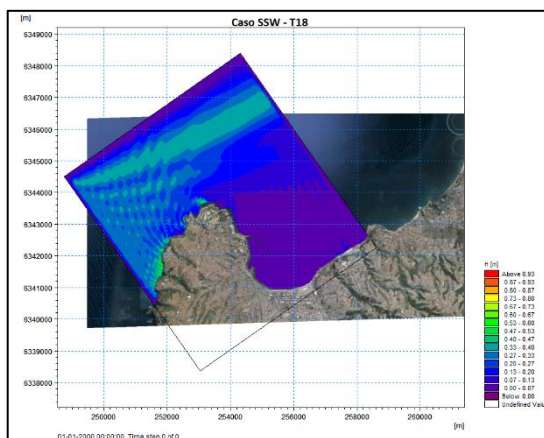 Caso SSW - T18
[m]
6349000
6348000
6347000
6346000
6345000
6344000
6343000
6342000
6341000
6340000
6339000
6338000
250000 252000 254000 256000 258000 260000
[m]
H [m]
Above 0.93
0.87 - 0.93
0.80 - 0.87
0.73 - 0.80
0.67 - 0.73
0.60 - 0.67
0.53 - 0.60
0.47 - 0.53
0.40 - 0.47
0.33 - 0.40
0.27 - 0.33
0.20 - 0.27
0.13 - 0.20
0.07 - 0.13
0.00 - 0.07
Below 0.00
Undefined Value
01-01-2000 00:00:00, Time step 0 of 0